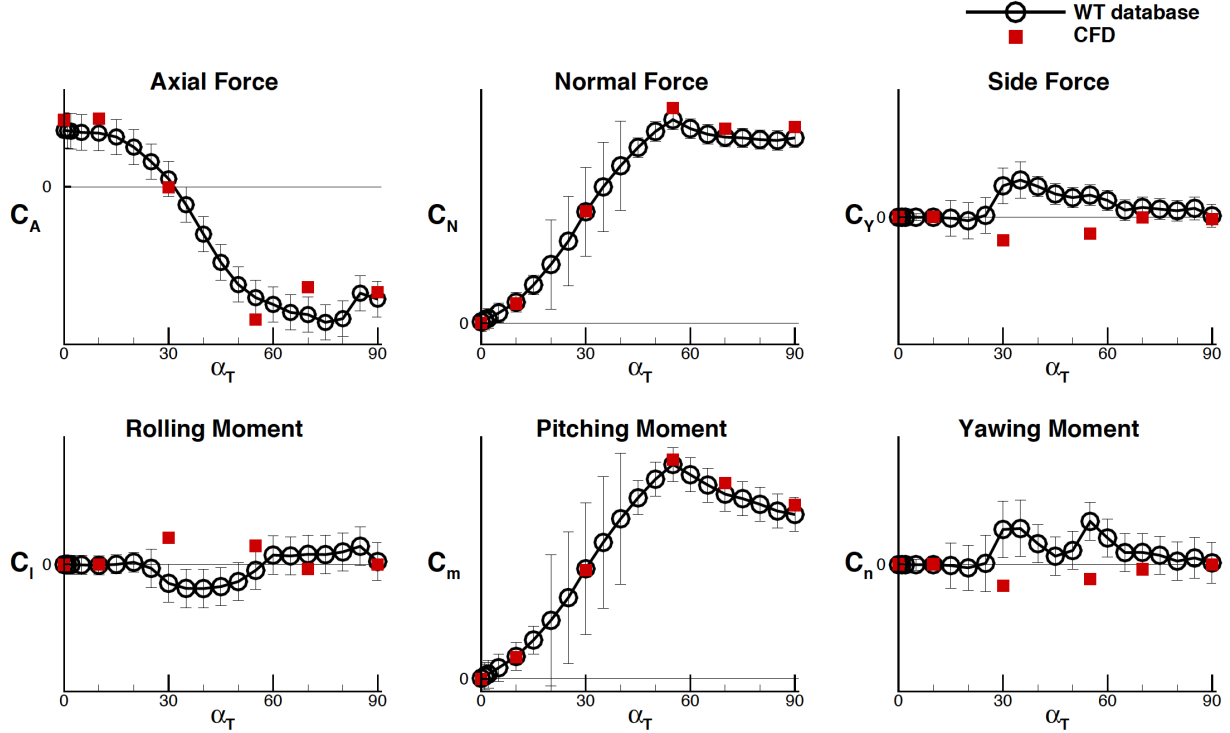 WT database
CFD
Axial Force
Normal Force
Side Force
0
C_A
0 30 60 90
α_T
C_N
0
0 30 60 90
α_T
C_Y
0
0 30 60 90
α_T
Rolling Moment
Pitching Moment
Yawing Moment
C_l
0
0 30 60 90
α_T
C_m
0
0 30 60 90
α_T
C_n
0
0 30 60 90
α_T